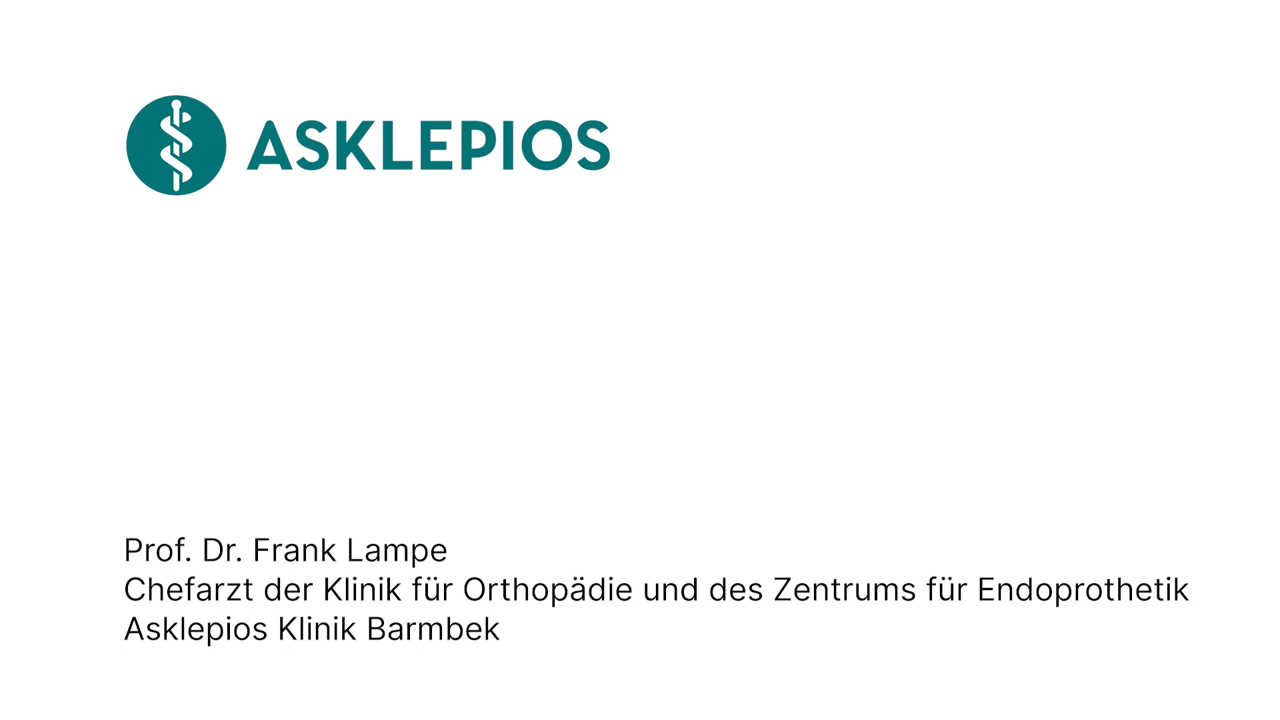 ASKLEPIOS
Prof. Dr. Frank Lampe
Chefarzt der Klinik für Orthopädie und des Zentrums für Endoprothetik
Asklepios Klinik Barmbek